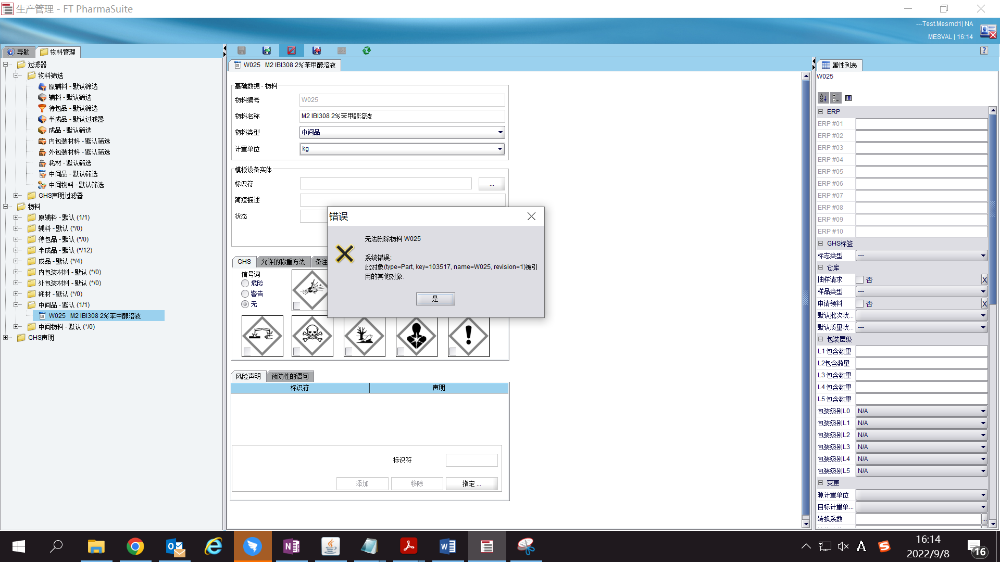 生产管理 - FT PharmaSuite
---Test.Mesmd1| NA
MESVAL | 16:14
导航
物料管理
过滤器
物料筛选
原辅料 - 默认筛选
辅料 - 默认筛选
待包品 - 默认筛选
半成品 - 默认过滤器
成品 - 默认筛选
内包装材料 - 默认筛选
外包装材料 - 默认筛选
耗材 - 默认筛选
中间品 - 默认筛选
中间物料 - 默认筛选
GHS声明过滤器
物料
原辅料 - 默认 (1/1)
辅料 - 默认 (*/0)
待包品 - 默认 (*/0)
半成品 - 默认 (*/12)
成品 - 默认 (*/4)
内包装材料 - 默认 (*/0)
外包装材料 - 默认 (*/0)
耗材 - 默认 (*/0)
中间品 - 默认 (1/1)
W025 M2 IBI308 2%苯甲醇溶液
中间物料 - 默认 (*/0)
GHS声明
W025 M2 IBI308 2%苯甲醇溶液
基础数据 - 物料
物料编号 W025
物料名称 M2 IBI308 2%苯甲醇溶液
物料类型 中间品
计量单位 kg
模板设备实体
标识符 ...
简短描述
状态
GHS 允许的称重方法 备注
信号词
危险
警告
无
错误
无法删除物料 W025
系统错误:
此对象(type=Part, key=103517, name=W025, revision=1)被引
用的其他对象.
是
风险声明 预防性的语句
标识符 声明
标识符
添加 移除 指定 ...
?
属性列表
W025
ERP
ERP #01
ERP #02
ERP #03
ERP #04
ERP #05
ERP #06
ERP #07
ERP #08
ERP #09
ERP #10
GHS标签
标志类型 ---
仓库
抽样请求 否 X
样品类型 ---
申请领料 否 X
默认批次状...
默认质量状... ---
包装层级
L1 包含数量
L2包含数量
L3 包含数量
L4 包含数量
L5 包含数量
包装级别L0 N/A
包装级别L1 N/A
包装级别L2 N/A
包装级别L3 N/A
包装级别L4 N/A
包装级别L5 N/A
变更
源计量单位
目标计量单...
转换系数 ...
16:14
2022/9/8
16